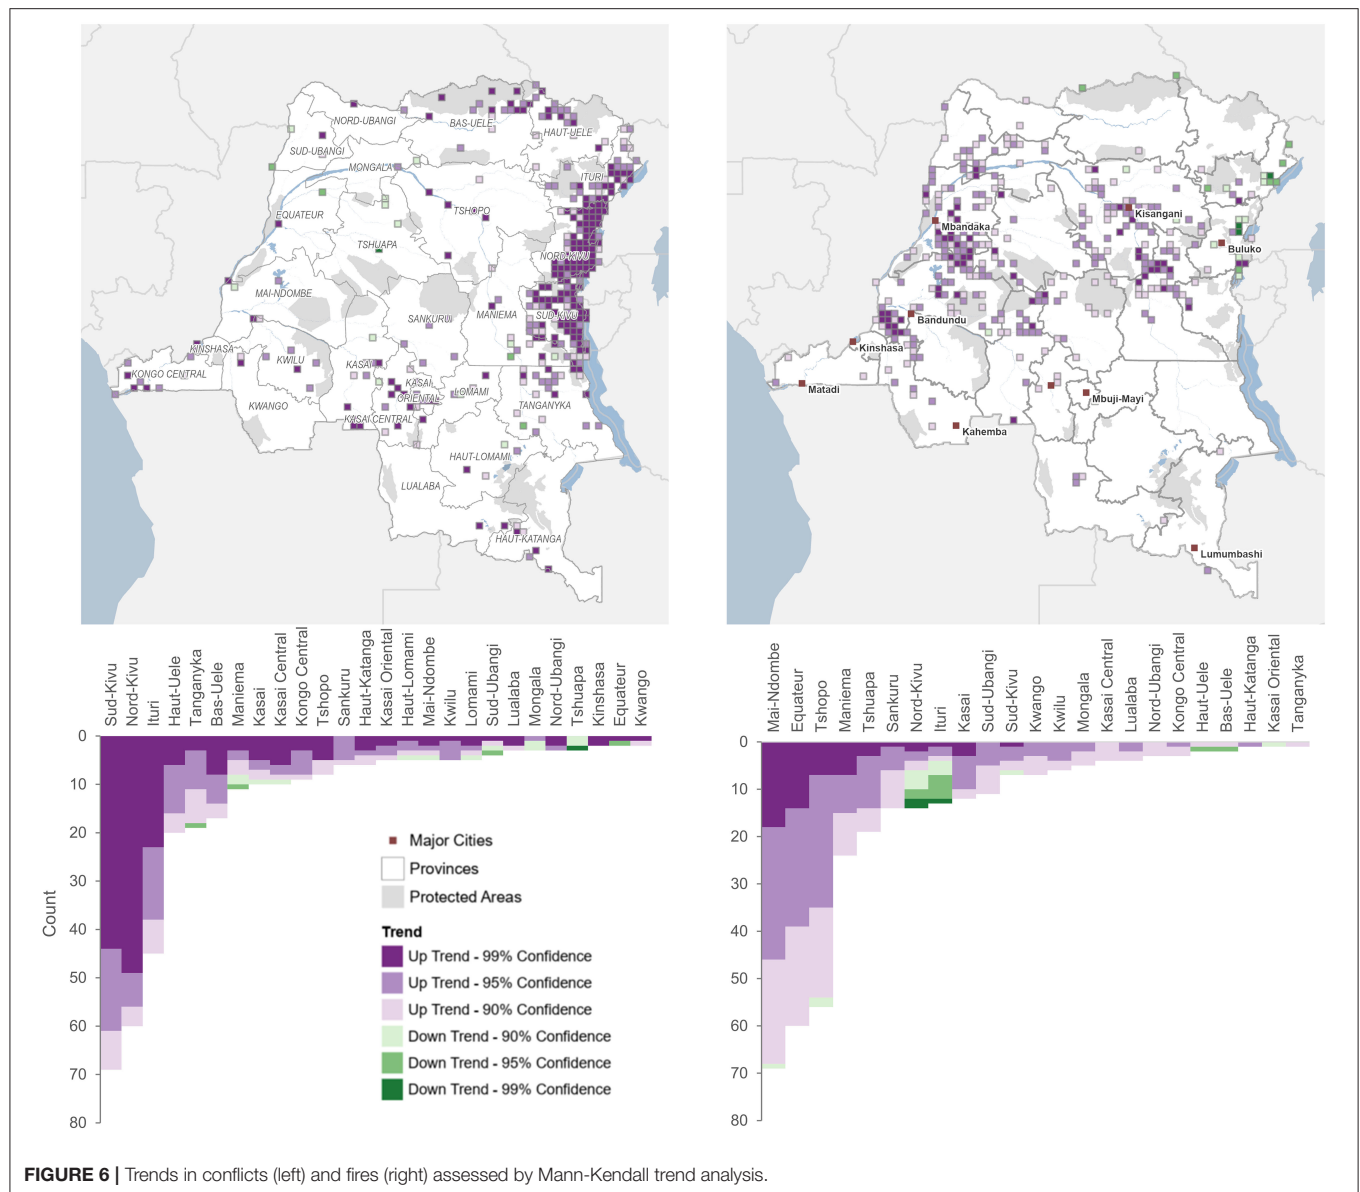 NORD-UBANGI
BAS-UELE
HAUT-UELE
SUD-UBANGI
MONGALA
ITURI
EQUATEUR
TSHOPO
TSHUAPA
NORD-KIVU
MAI-NDOMBE
SANKURU
MANIEMA
SUD-KIVU
KINSHASA
KWILU
KASAI
KONGO CENTRAL
KASAI
ORIENTAL
LOMAMI
KWANGO
KASAI CENTRAL
TANGANYKA
HAUT-LOMAMI
LUALABA
HAUT-KATANGA
Kisangani
Mbandaka
Buluko
Bandundu
Kinshasa
Matadi
Mbuji-Mayi
Kahemba
Lumumbashi
Sud-Kivu
Nord-Kivu
Ituri
Haut-Uele
Tanganyka
Bas-Uele
Maniema
Kasai
Kasai Central
Kongo Central
Tshopo
Sankuru
Haut-Katanga
Kasai Oriental
Haut-Lomami
Mai-Ndombe
Kwilu
Lomami
Sud-Ubangi
Lualaba
Mongala
Nord-Ubangi
Tshuapa
Kinshasa
Equateur
Kwango
0
10
20
30
40
50
60
70
80
Count
Major Cities
Provinces
Protected Areas
Trend
Up Trend - 99% Confidence
Up Trend - 95% Confidence
Up Trend - 90% Confidence
Down Trend - 90% Confidence
Down Trend - 95% Confidence
Down Trend - 99% Confidence
Mai-Ndombe
Equateur
Tshopo
Maniema
Tshuapa
Sankuru
Nord-Kivu
Ituri
Kasai
Sud-Ubangi
Sud-Kivu
Kwango
Kwilu
Mongala
Kasai Central
Lualaba
Nord-Ubangi
Kongo Central
Haut-Uele
Bas-Uele
Haut-Katanga
Kasai Oriental
Tanganyka
0
10
20
30
40
50
60
70
80
FIGURE 6 | Trends in conflicts (left) and fires (right) assessed by Mann-Kendall trend analysis.